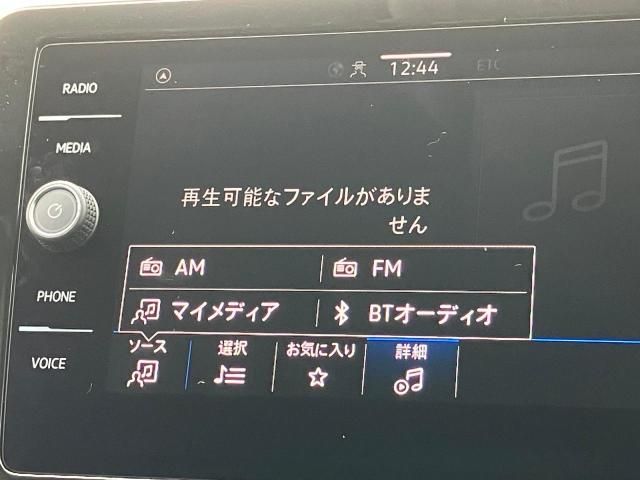 12:44
ETC
RADIO
MEDIA
再生可能なファイルがありま
せん
AM
FM
PHONE
マイメディア
BTオーディオ
ソース
選択
お気に入り
詳細
VOICE